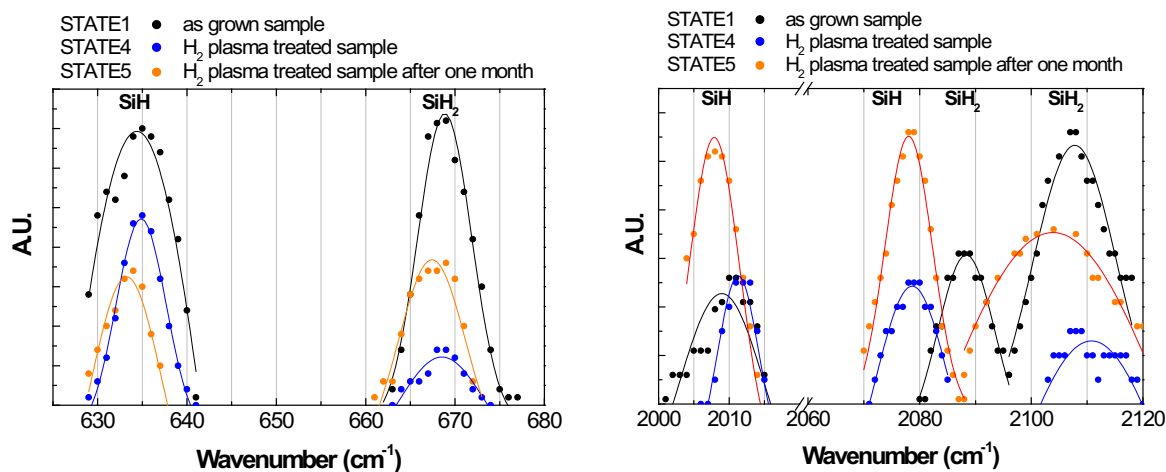 STATE1 • as grown sample
STATE4 • H₂ plasma treated sample
STATE5 • H₂ plasma treated sample after one month
SiH SiH₂
A.U.
630 640 650 660 670 680
Wavenumber (cm⁻¹)
STATE1 • as grown sample
STATE4 • H₂ plasma treated sample
STATE5 • H₂ plasma treated sample after one month
SiH SiH SiH₂ SiH₂
A.U.
2000 2010 2080 2100 2120
Wavenumber (cm⁻¹)